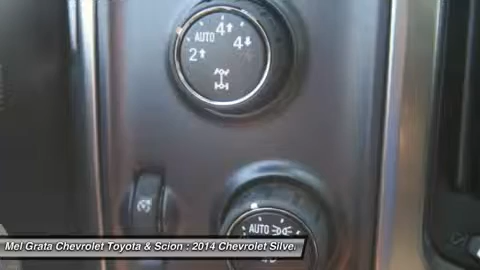 4↑
AUTO
4↓
2↑
AUTO
Mel Grata Chevrolet Toyota & Scion : 2014 Chevrolet Silve.